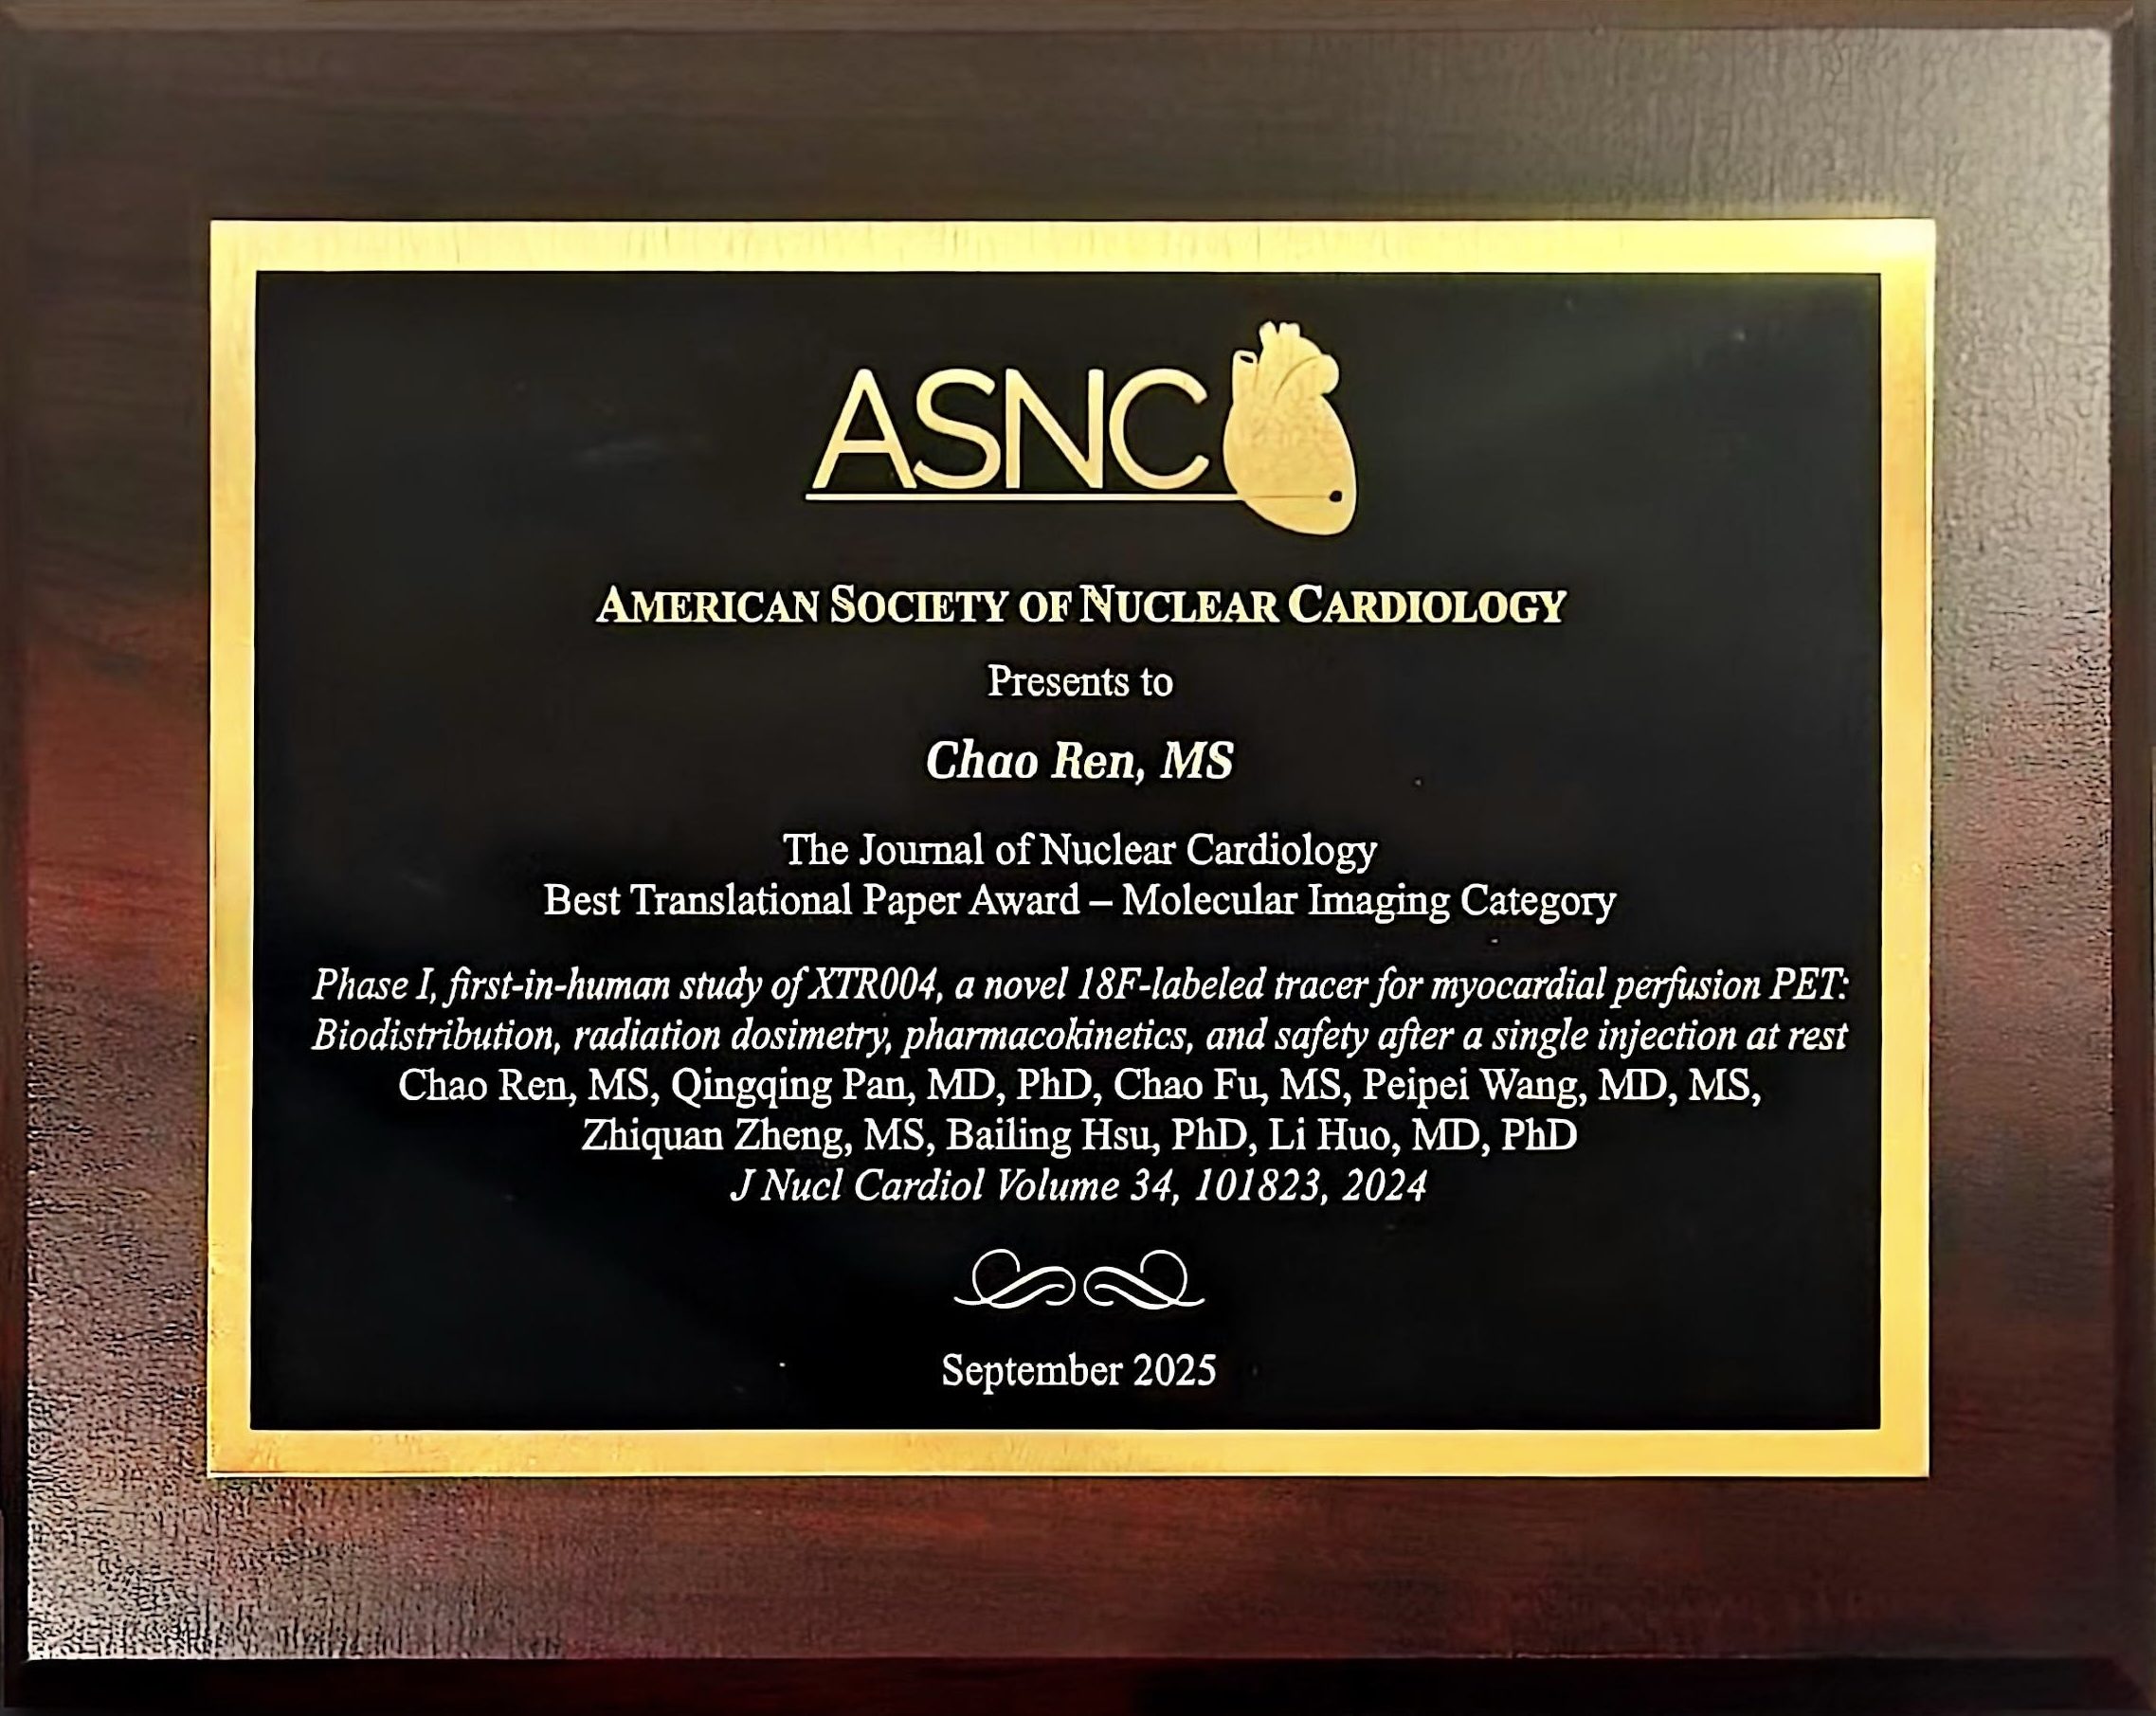 ASNC
AMERICAN SOCIETY OF NUCLEAR CARDIOLOGY
Presents to
Chao Ren, MS
The Journal of Nuclear Cardiology
Best Translational Paper Award – Molecular Imaging Category
Phase I, first-in-human study of XTR004, a novel 18F-labeled tracer for myocardial perfusion PET:
Biodistribution, radiation dosimetry, pharmacokinetics, and safety after a single injection at rest
Chao Ren, MS, Qingqing Pan, MD, PhD, Chao Fu, MS, Peipei Wang, MD, MS,
Zhiquan Zheng, MS, Bailing Hsu, PhD, Li Huo, MD, PhD
J Nucl Cardiol Volume 34, 101823, 2024
September 2025